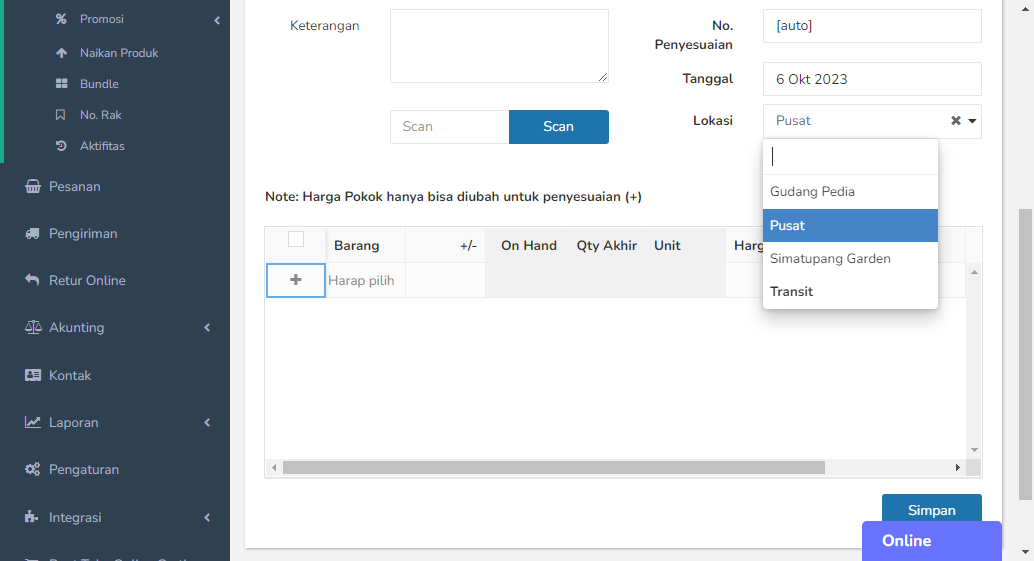 Promosi
Naikan Produk
Bundle
No. Rak
Aktifitas
Pesanan
Pengiriman
Retur Online
Akunting
Kontak
Laporan
Pengaturan
Integrasi
Keterangan
No. Penyesuaian
[auto]
Tanggal
6 Okt 2023
Scan
Scan
Lokasi
Pusat
Gudang Pedia
Pusat
Simatupang Garden
Transit
Note: Harga Pokok hanya bisa diubah untuk penyesuaian (+)
Barang +/- On Hand Qty Akhir Unit
Harap pilih
Simpan
Online